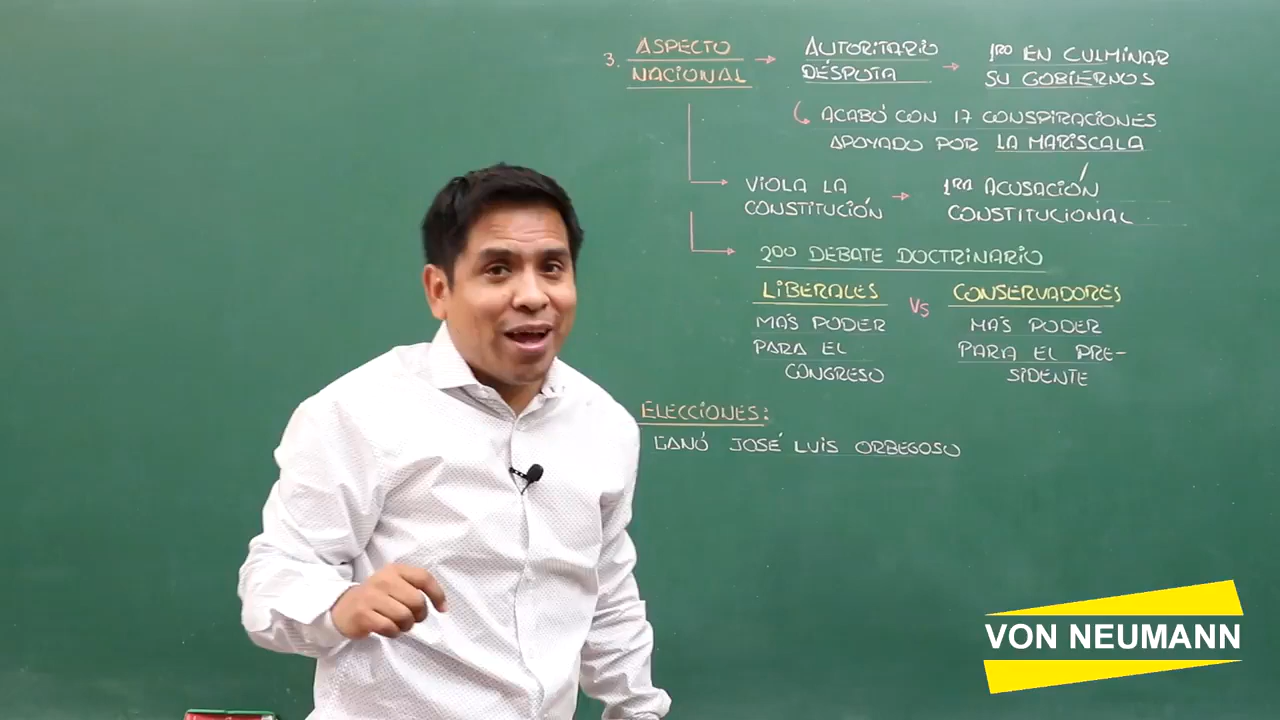 3. ASPECTO NACIONAL → AUTORITARIO DÉSPOTA → 1RO EN CULMINAR SU GOBIERNOS
ACABÓ CON 17 CONSPIRACIONES
APOYADO POR LA MARISCALA
VIOLA LA CONSTITUCIÓN → 1RA ACUSACIÓN CONSTITUCIONAL
2DO DEBATE DOCTRINARIO
LIBERALES VS CONSERVADORES
MÁS PODER MÁS PODER
PARA EL PARA EL PRE-
CONGRESO SIDENTE
ELECCIONES:
GANÓ JOSÉ LUIS ORBEGOSO
VON NEUMANN